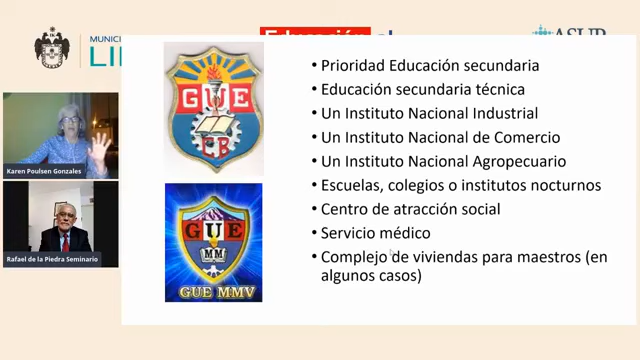 MUNICI
LI
Educación
ASUP
GUE
FB
GUE
MM
GUE MMV
• Prioridad Educación secundaria
• Educación secundaria técnica
• Un Instituto Nacional Industrial
• Un Instituto Nacional de Comercio
• Un Instituto Nacional Agropecuario
• Escuelas, colegios o institutos nocturnos
• Centro de atracción social
• Servicio médico
• Complejo de viviendas para maestros (en
algunos casos)
Karen Poulsen Gonzales
Rafael de la Piedra Seminario